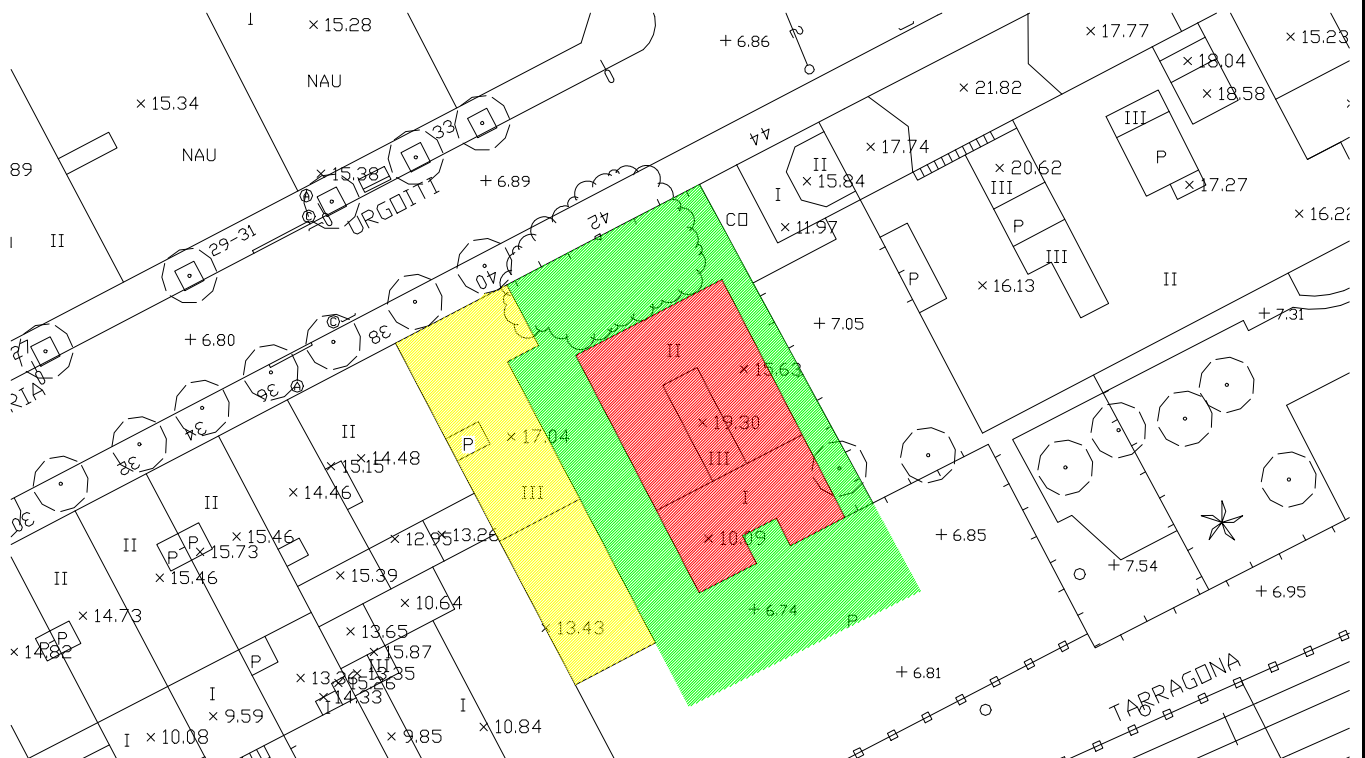 I
× 15.28
+ 6.86
2
× 17.77
× 15.23
× 18.04
NAU
× 21.82
× 18.58
× 15.34
33
44
III
NAU
× 17.74
P
89
× 15.38
+ 6.89
II
× 20.62
× 15.84
III
× 17.27
URGOITI
I
42
CO
× 16.22
II
29-31
× 11.97
P
III
40
P
× 16.13
II
27
+ 6.80
38
+ 7.05
+ 7.31
RIA
36
II
× 15.63
34
× 19.30
II
P
× 17.04
32
× 14.48
× 15.15
III
× 14.46
III
I
30
II
II
P
P
× 15.73
× 15.46
× 12.95
× 13.26
× 10.09
+ 6.85
II
× 15.46
× 15.39
+ 7.54
× 14.73
× 10.64
+ 6.74
+ 6.95
P
P
P
× 14.82
× 13.65
× 13.43
× 15.87
P
III
× 13.35
+ 6.81
I
× 14.33
I
I
TARRAGONA
× 9.59
× 10.84
I
× 10.08
× 9.85